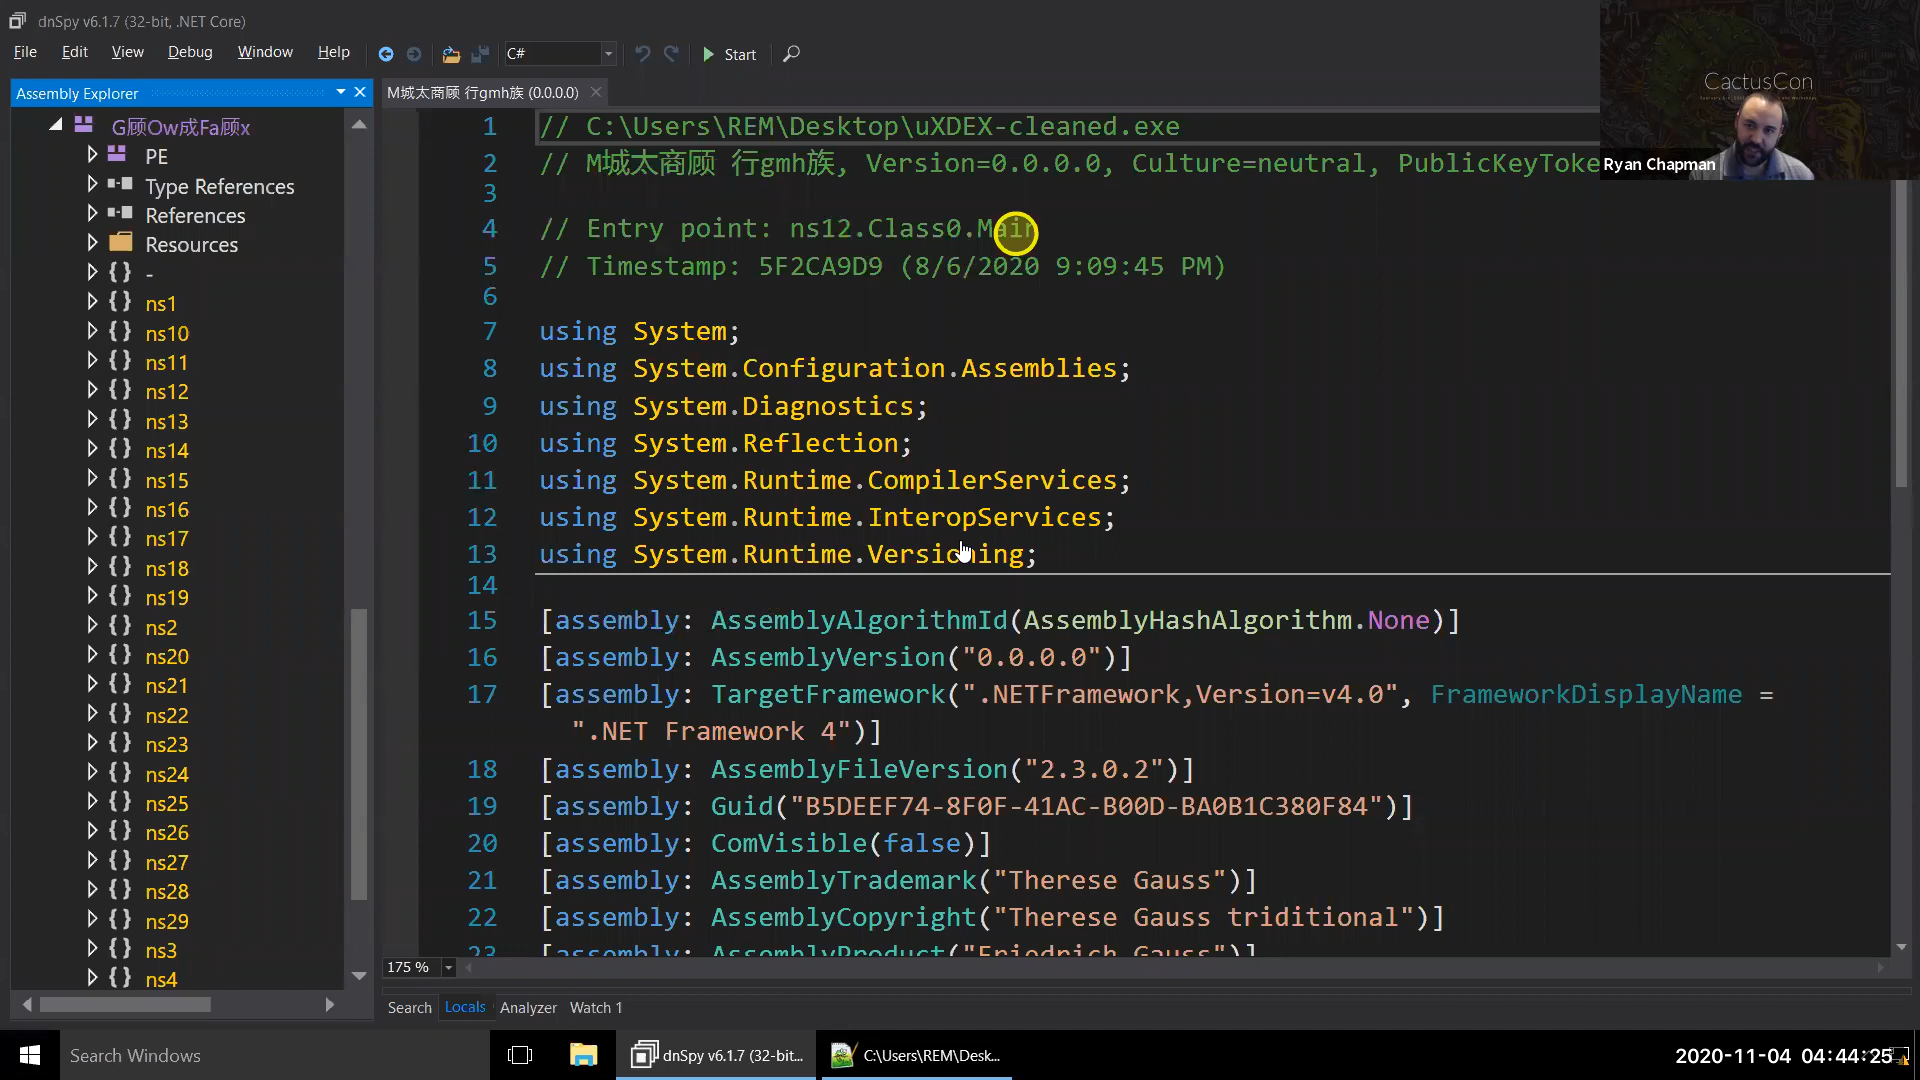 dnSpy v6.1.7 (32-bit, .NET Core)
File Edit View Debug Window Help C# Start
Assembly Explorer
M城太商顾 行gmh族 (0.0.0.0)
G顾Ow成Fa顾x
PE
Type References
References
Resources
-
ns1
ns10
ns11
ns12
ns13
ns14
ns15
ns16
ns17
ns18
ns19
ns2
ns20
ns21
ns22
ns23
ns24
ns25
ns26
ns27
ns28
ns29
ns3
ns4
1 // C:\Users\REM\Desktop\uXDEX-cleaned.exe
2 // M城太商顾 行gmh族, Version=0.0.0.0, Culture=neutral, PublicKeyToke
3
4 // Entry point: ns12.Class0.Main
5 // Timestamp: 5F2CA9D9 (8/6/2020 9:09:45 PM)
6
7 using System;
8 using System.Configuration.Assemblies;
9 using System.Diagnostics;
10 using System.Reflection;
11 using System.Runtime.CompilerServices;
12 using System.Runtime.InteropServices;
13 using System.Runtime.Versioning;
14
15 [assembly: AssemblyAlgorithmId(AssemblyHashAlgorithm.None)]
16 [assembly: AssemblyVersion("0.0.0.0")]
17 [assembly: TargetFramework(".NETFramework,Version=v4.0", FrameworkDisplayName =
".NET Framework 4")]
18 [assembly: AssemblyFileVersion("2.3.0.2")]
19 [assembly: Guid("B5DEEF74-8F0F-41AC-B00D-BA0B1C380F84")]
20 [assembly: ComVisible(false)]
21 [assembly: AssemblyTrademark("Therese Gauss")]
22 [assembly: AssemblyCopyright("Therese Gauss triditional")]
23 [assembly: AssemblyProduct("Friedrich Gauss")]
175 %
Search Locals Analyzer Watch 1
CactusCon
Ryan Chapman
Search Windows
dnSpy v6.1.7 (32-bit...
C:\Users\REM\Desk...
2020-11-04 04:44:25